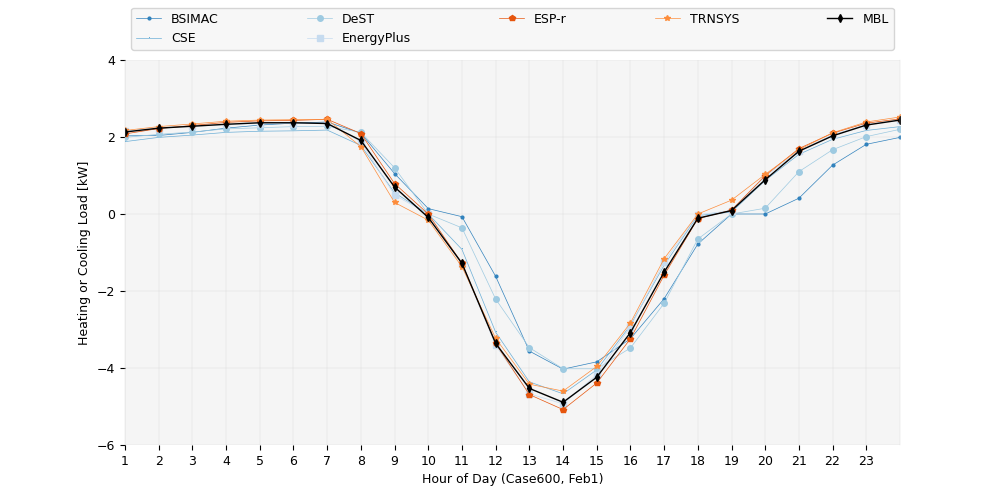 BSIMAC DeST ESP-r TRNSYS MBL
CSE EnergyPlus
4
2
0
−2
−4
−6
Heating or Cooling Load [kW]
1 2 3 4 5 6 7 8 9 10 11 12 13 14 15 16 17 18 19 20 21 22 23
Hour of Day (Case600, Feb1)